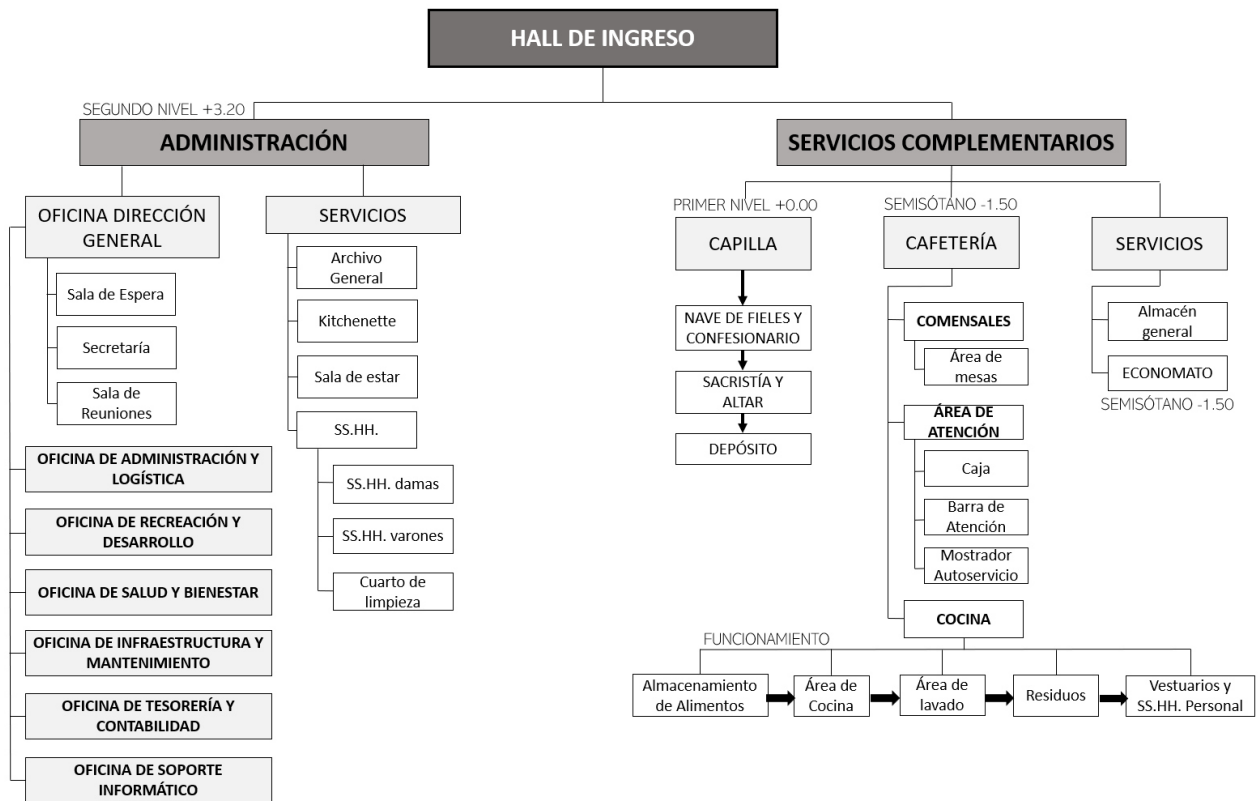 HALL DE INGRESO
SEGUNDO NIVEL +3.20
ADMINISTRACIÓN
OFICINA DIRECCIÓN
GENERAL
Sala de Espera
Secretaría
Sala de
Reuniones
OFICINA DE ADMINISTRACIÓN Y
LOGÍSTICA
OFICINA DE RECREACIÓN Y
DESARROLLO
OFICINA DE SALUD Y BIENESTAR
OFICINA DE INFRAESTRUCTURA Y
MANTENIMIENTO
OFICINA DE TESORERÍA Y
CONTABILIDAD
OFICINA DE SOPORTE
INFORMÁTICO
SERVICIOS
Archivo
General
Kitchenette
Sala de estar
SS.HH.
SS.HH. damas
SS.HH. varones
Cuarto de
limpieza
SERVICIOS COMPLEMENTARIOS
PRIMER NIVEL +0.00
CAPILLA
NAVE DE FIELES Y
CONFESIONARIO
SACRISTÍA Y
ALTAR
DEPÓSITO
SEMISÓTANO -1.50
CAFETERÍA
COMENSALES
Área de
mesas
ÁREA DE
ATENCIÓN
Caja
Barra de
Atención
Mostrador
Autoservicio
COCINA
FUNCIONAMIENTO
Almacenamiento
de Alimentos
Área de
Cocina
Área de
lavado
Residuos
Vestuarios y
SS.HH. Personal
SERVICIOS
Almacén
general
ECONOMATO
SEMISÓTANO -1.50